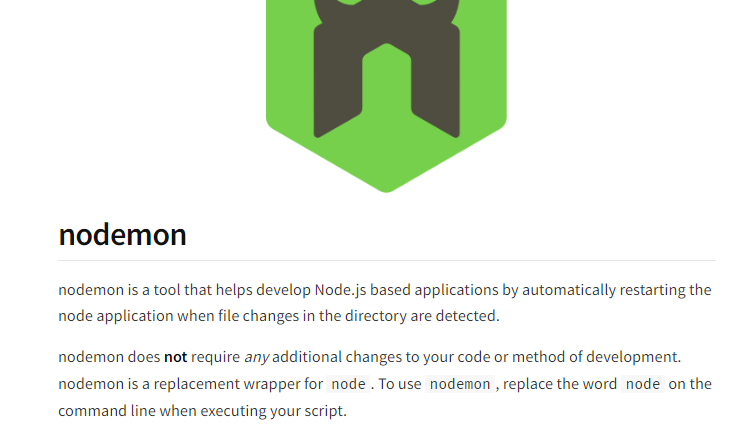 nodemon
nodemon is a tool that helps develop Node.js based applications by automatically restarting the
node application when file changes in the directory are detected.
nodemon does not require any additional changes to your code or method of development.
nodemon is a replacement wrapper for node. To use nodemon, replace the word node on the
command line when executing your script.